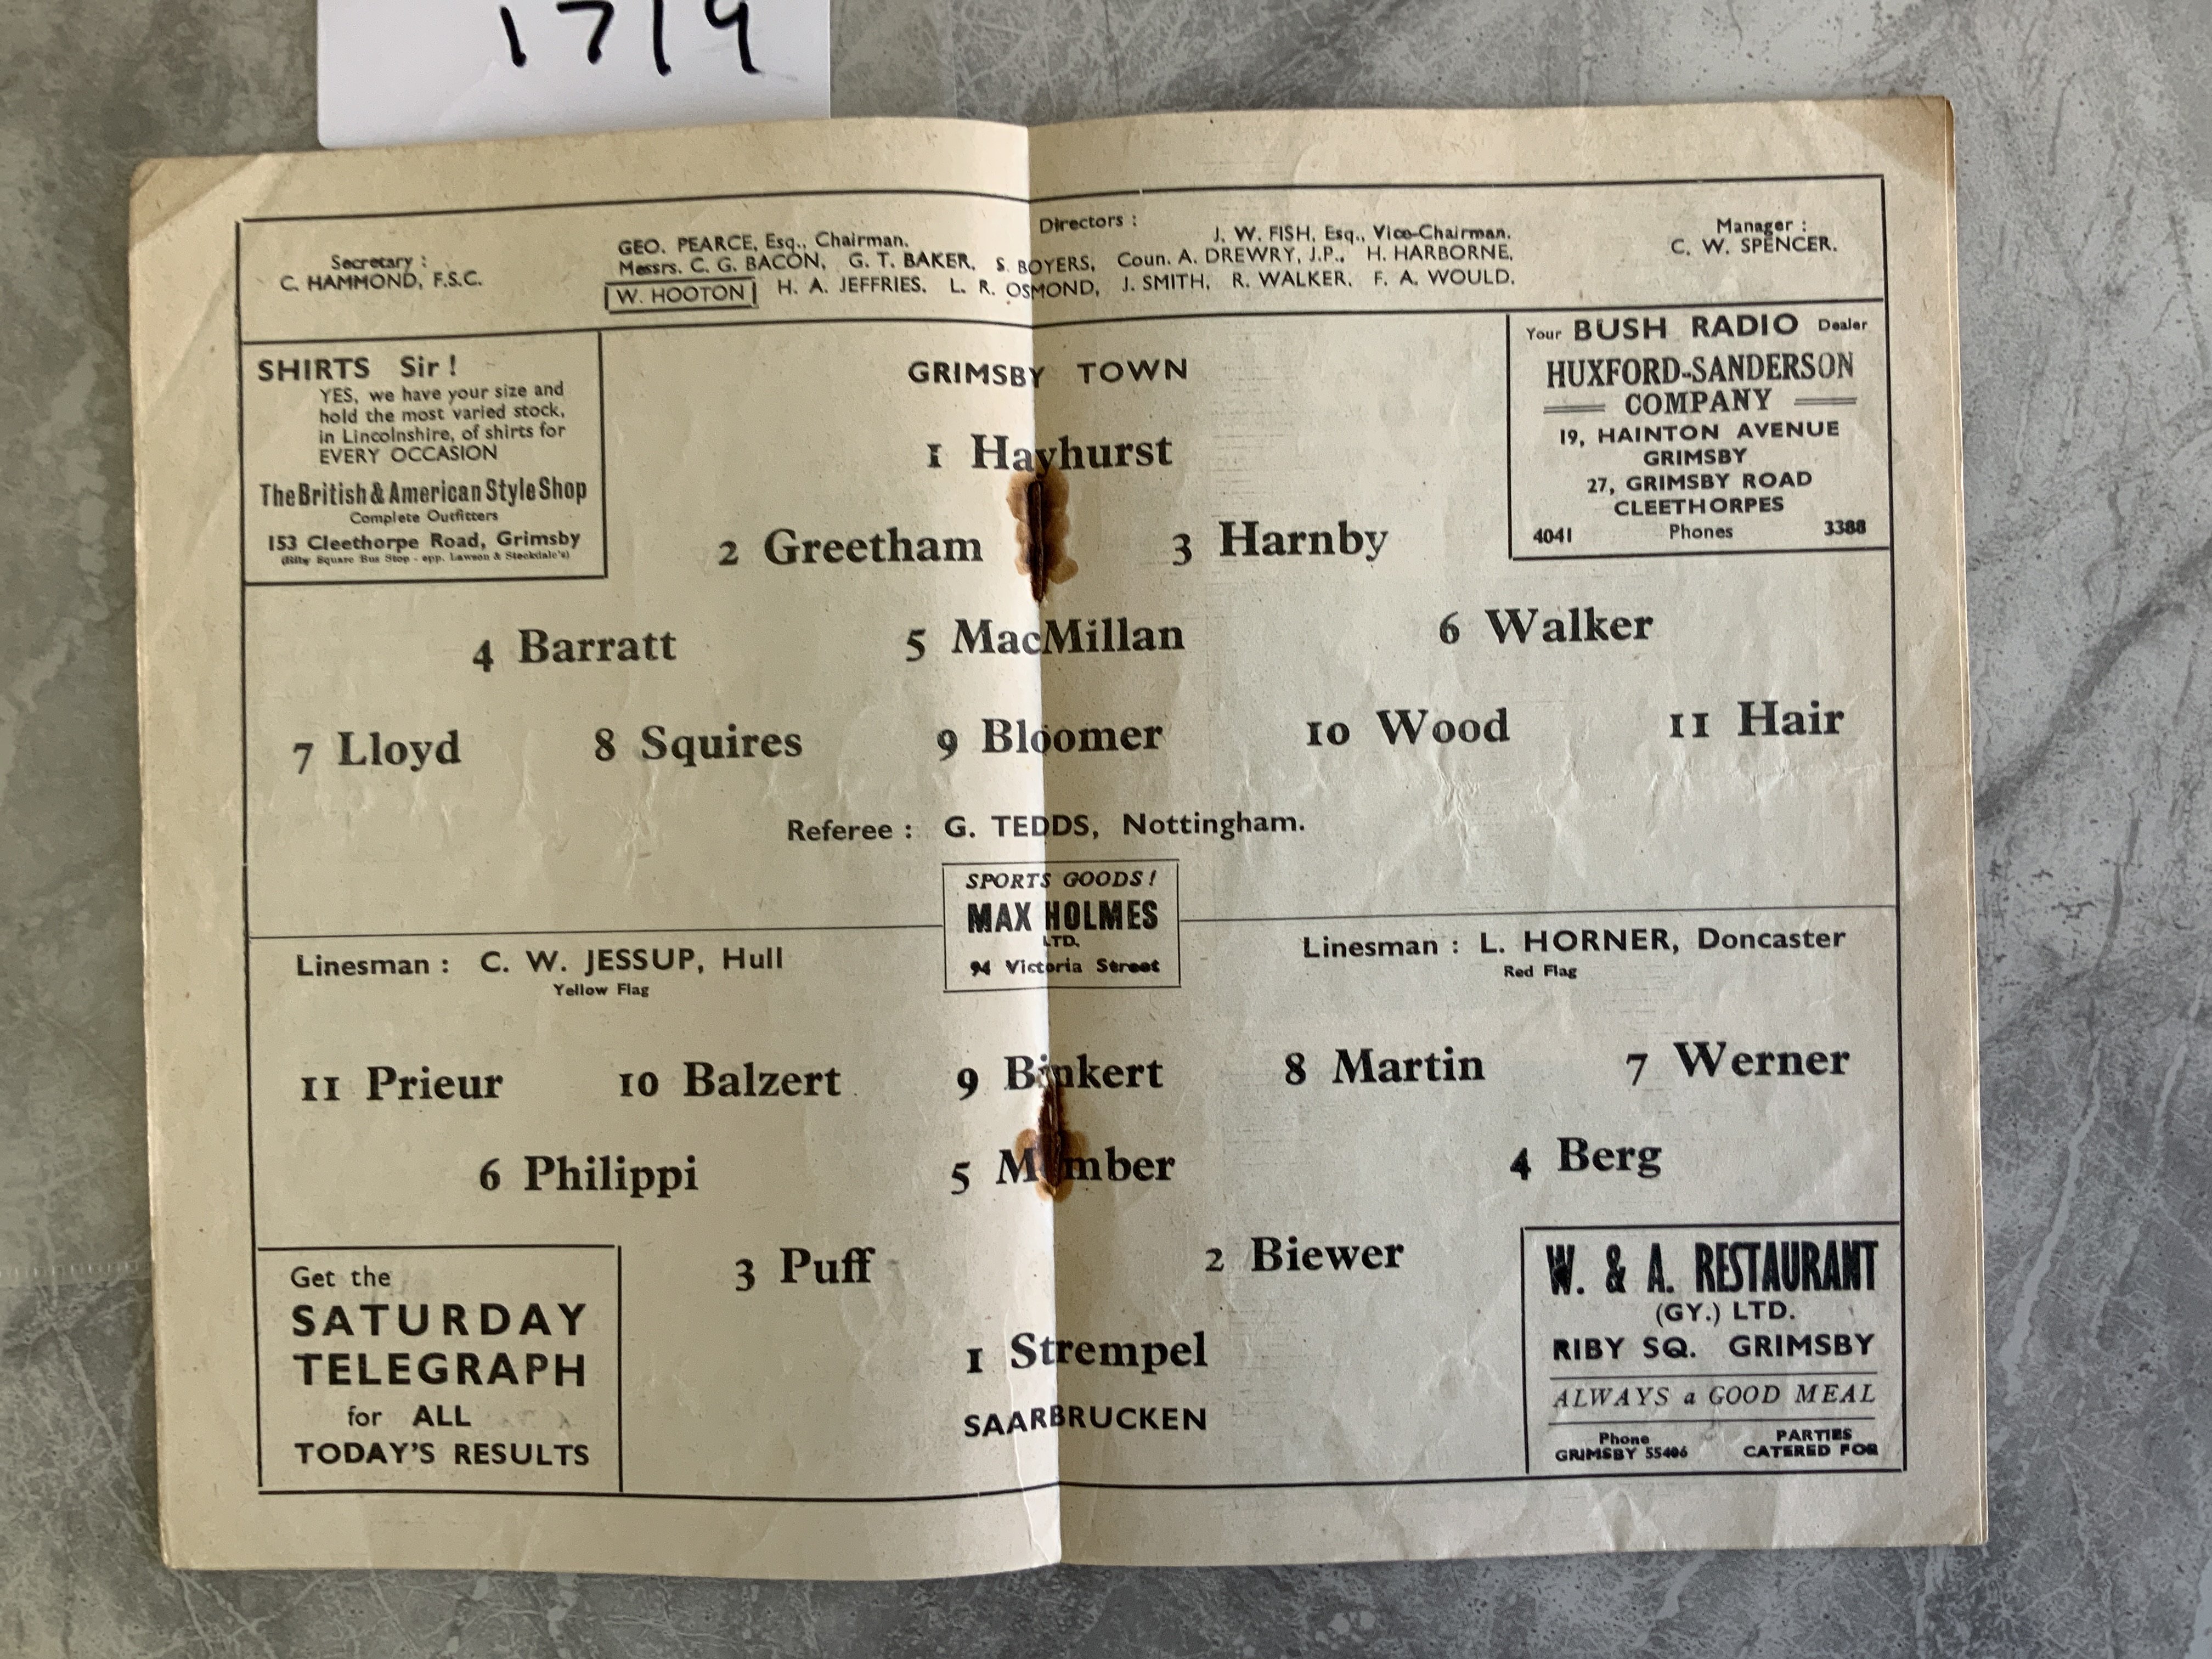 1719
Directors :
Secretary :
C. HAMMOND, F.S.C.
GEO. PEARCE, Esq., Chairman. J. W. FISH, Esq., Vice-Chairman.
Messrs. C. G. BACON, G. T. BAKER, S. BOYERS, Coun. A. DREWRY, J.P., H. HARBORNE,
W. HOOTON H. A. JEFFRIES. L. R. OSMOND, J. SMITH, R. WALKER. F. A. WOULD.
Manager :
C. W. SPENCER.
SHIRTS Sir !
YES, we have your size and
hold the most varied stock,
in Lincolnshire, of shirts for
EVERY OCCASION
The British & American Style Shop
Complete Outfitters
153 Cleethorpe Road, Grimsby
(Riby Square Bus Stop - opp. Lawson & Stockdale's)
Your BUSH RADIO Dealer
HUXFORD-SANDERSON
COMPANY
19, HAINTON AVENUE
GRIMSBY
27, GRIMSBY ROAD
CLEETHORPES
4041 Phones 3388
GRIMSBY TOWN
1 Hayhurst
2 Greetham 3 Harnby
4 Barratt 5 MacMillan 6 Walker
7 Lloyd 8 Squires 9 Bloomer 10 Wood 11 Hair
Referee : G. TEDDS, Nottingham.
SPORTS GOODS!
MAX HOLMES
LTD.
94 Victoria Street
Linesman : C. W. JESSUP, Hull
Yellow Flag
Linesman : L. HORNER, Doncaster
Red Flag
11 Prieur 10 Balzert 9 Binkert 8 Martin 7 Werner
6 Philippi 5 4 Berg
3 Puff 2 Biewer
1 Strempel
SAARBRUCKEN
Get the
SATURDAY
TELEGRAPH
for ALL
TODAY'S RESULTS
W. & A. RESTAURANT
(GY.) LTD.
RIBY SQ. GRIMSBY
ALWAYS a GOOD MEAL
Phone
GRIMSBY 55406
PARTIES
CATERED FOR